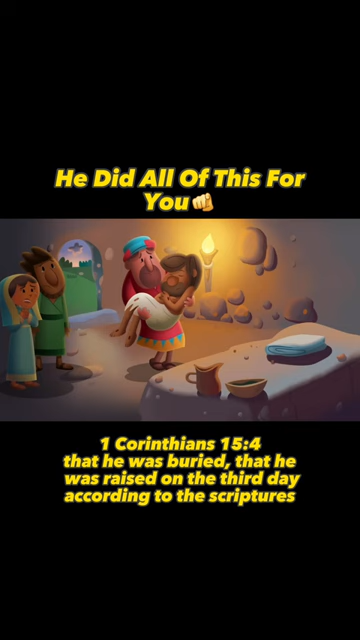 He Did All Of This For
You🫵
1 Corinthians 15:4
that he was buried, that he
was raised on the third day
according to the scriptures